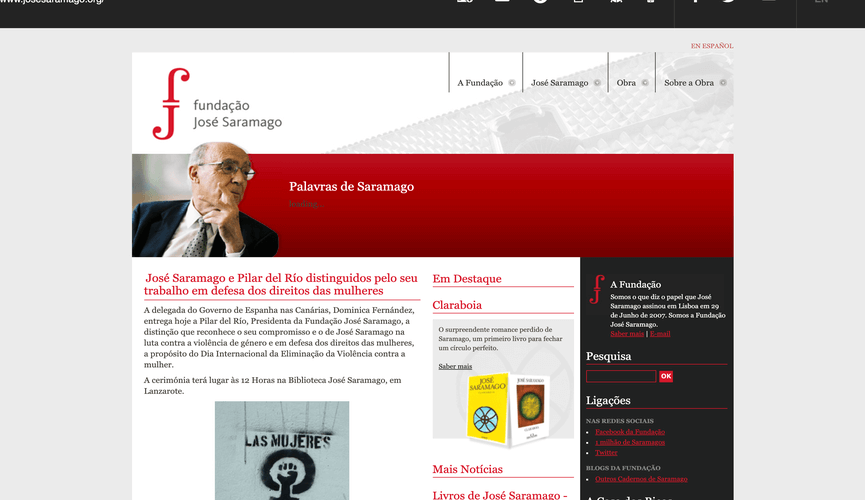 www.josesaramago.org/
EN
EN ESPAÑOL
A Fundação
José Saramago
Obra
Sobre a Obra
fundação
José Saramago
Palavras de Saramago
loading...
José Saramago e Pilar del Río distinguidos pelo seu
trabalho em defesa dos direitos das mulheres
A delegada do Governo de Espanha nas Canárias, Dominica Fernández,
entrega hoje a Pilar del Río, Presidenta da Fundação José Saramago, a
distinção que reconhece o seu compromisso e o de José Saramago na
luta contra a violência de género e em defesa dos direitos das mulheres,
a propósito do Dia Internacional da Eliminação da Violência contra a
mulher.
A cerimónia terá lugar às 12 Horas na Biblioteca José Saramago, em
Lanzarote.
LAS MUJERES
Em Destaque
Claraboia
O surpreendente romance perdido de
Saramago, um primeiro livro para fechar
um círculo perfeito.
Saber mais
JOSÉ
SARAMAGO
JOSÉ SARAMAGO
Mais Notícias
Livros de José Saramago -
A Fundação
Somos o que diz o papel que José
Saramago assinou em Lisboa em 29
de Junho de 2007. Somos a Fundação
José Saramago.
Saber mais | E-mail
Pesquisa
OK
Ligações
NAS REDES SOCIAIS
Facebook da Fundação
1 milhão de Saramagos
Twitter
BLOGS DA FUNDAÇÃO
Outros Cadernos de Saramago
A Casa dos Bicos